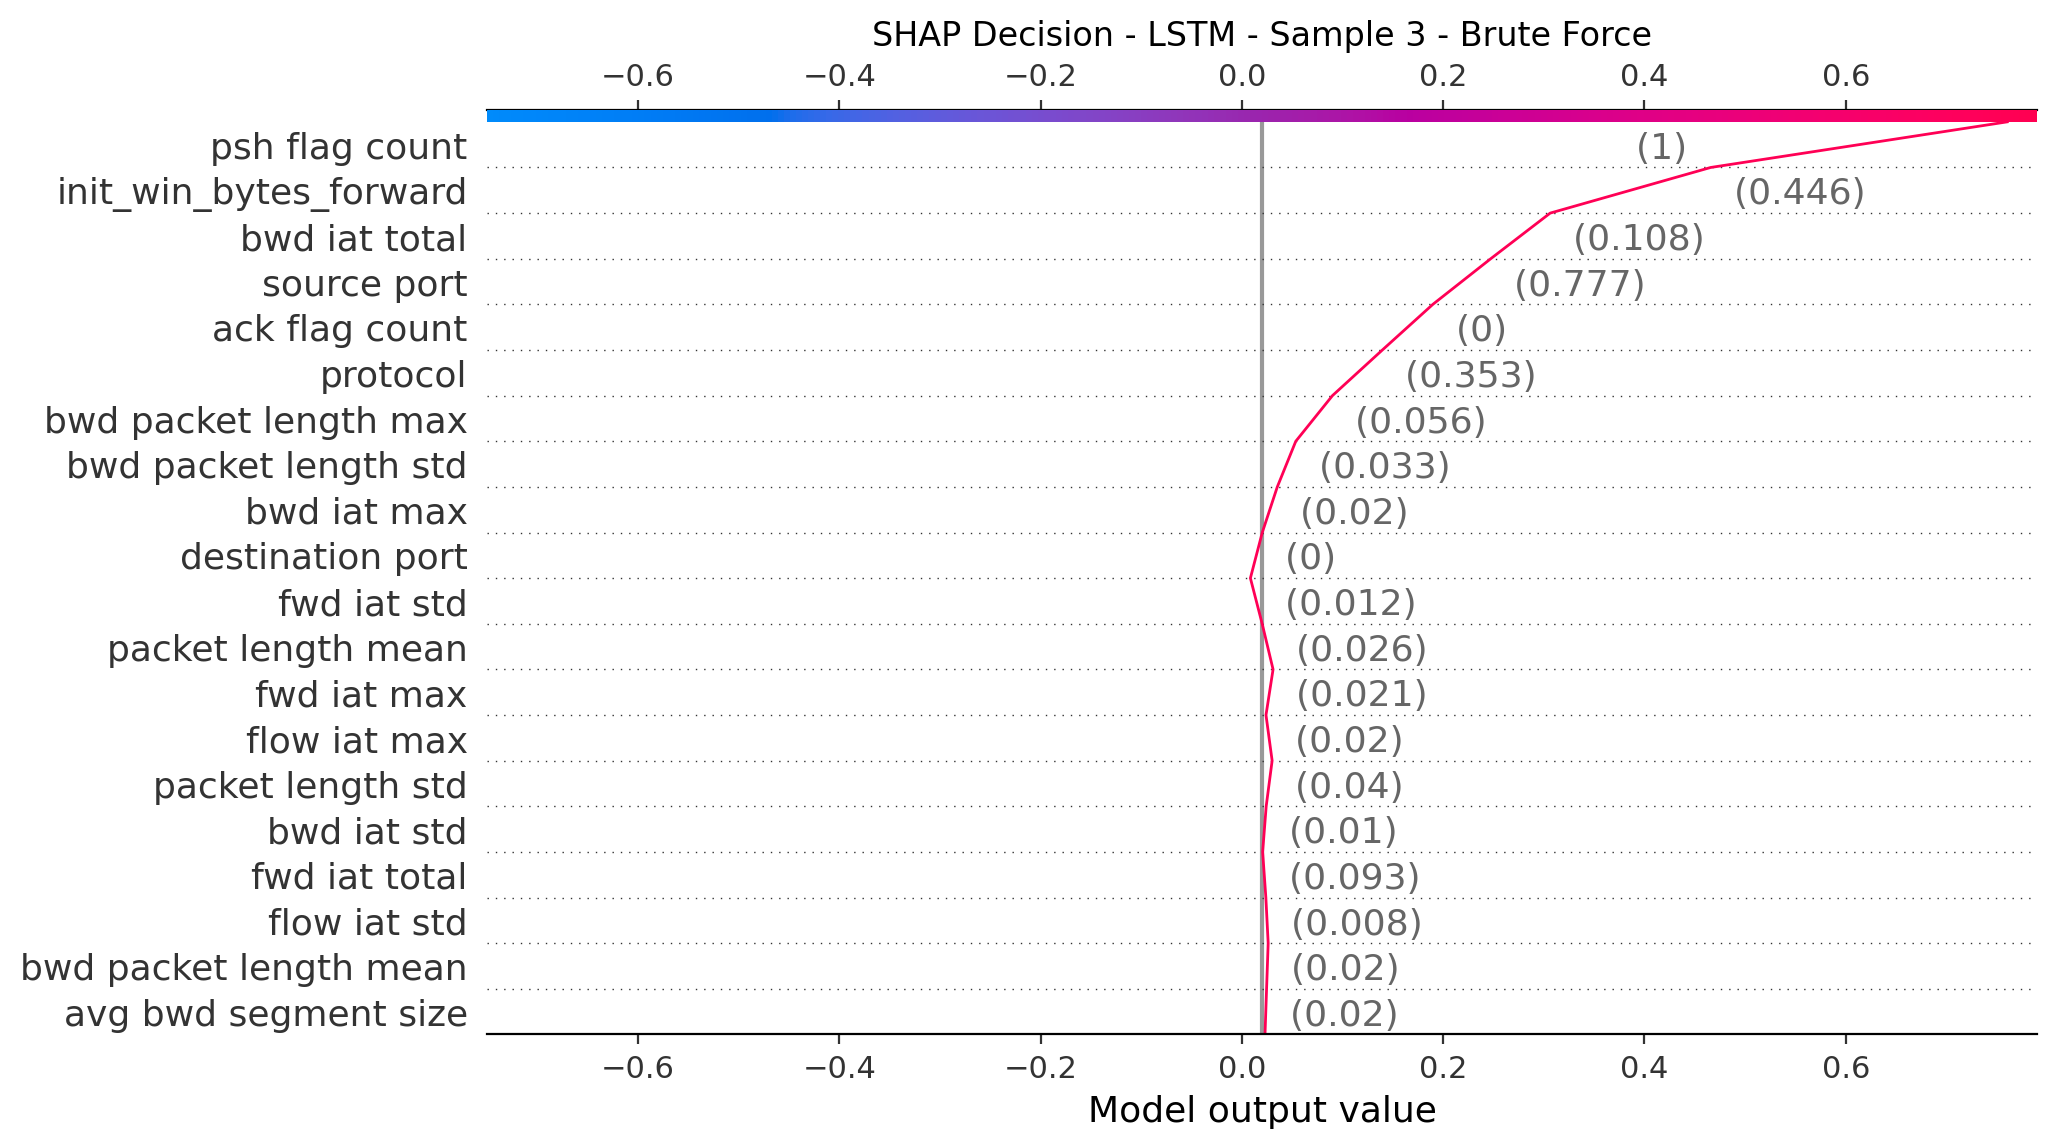 SHAP Decision - LSTM - Sample 3 - Brute Force
−0.6 −0.4 −0.2 0.0 0.2 0.4 0.6
psh flag count (1)
init_win_bytes_forward (0.446)
bwd iat total (0.108)
source port (0.777)
ack flag count (0)
protocol (0.353)
bwd packet length max (0.056)
bwd packet length std (0.033)
bwd iat max (0.02)
destination port (0)
fwd iat std (0.012)
packet length mean (0.026)
fwd iat max (0.021)
flow iat max (0.02)
packet length std (0.04)
bwd iat std (0.01)
fwd iat total (0.093)
flow iat std (0.008)
bwd packet length mean (0.02)
avg bwd segment size (0.02)
−0.6 −0.4 −0.2 0.0 0.2 0.4 0.6
Model output value